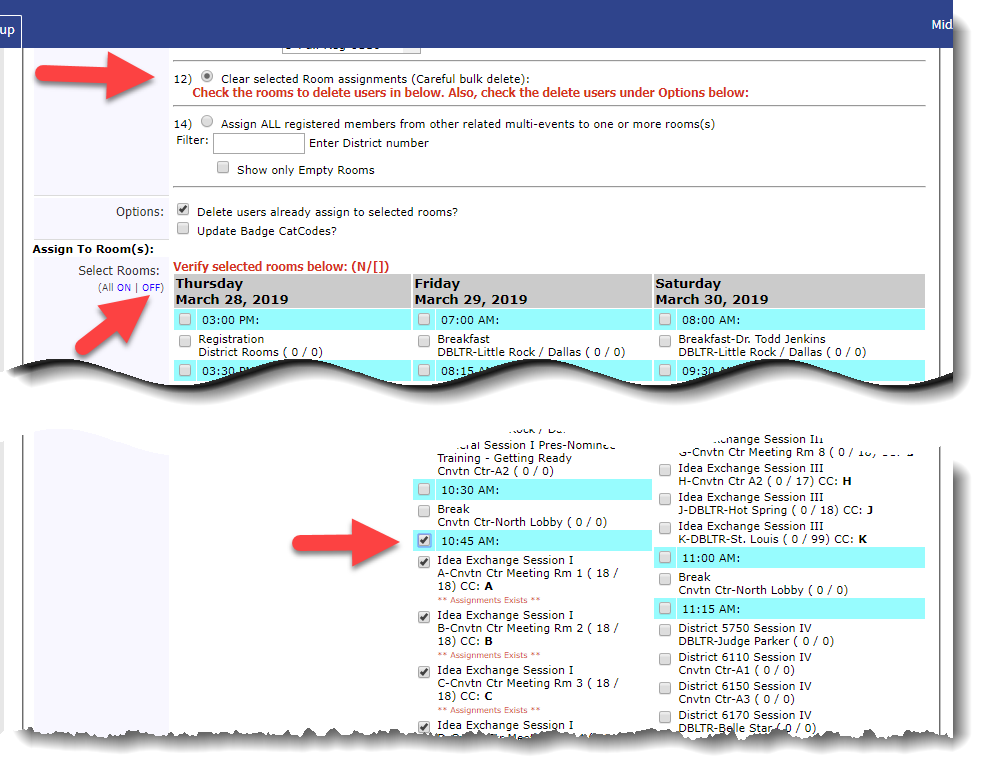 up
Mid
12) Clear selected Room assignments (Careful bulk delete):
Check the rooms to delete users in below. Also, check the delete users under Options below:
14) Assign ALL registered members from other related multi-events to one or more rooms(s)
Filter: Enter District number
Show only Empty Rooms
Options:
Delete users already assign to selected rooms?
Update Badge CatCodes?
Assign To Room(s):
Select Rooms:
(All ON | OFF)
Verify selected rooms below: (N/[])
Thursday
March 28, 2019
03:00 PM:
Registration
District Rooms ( 0 / 0)
03:30 PM:
Friday
March 29, 2019
07:00 AM:
Breakfast
DBLTR-Little Rock / Dallas ( 0 / 0)
08:15 AM:
Saturday
March 30, 2019
08:00 AM:
Breakfast-Dr. Todd Jenkins
DBLTR-Little Rock / Dallas ( 0 / 0)
09:30
Session I Pres-Nominee
Training - Getting Ready
Cnvtn Ctr-A2 ( 0 / 0)
10:30 AM:
Break
Cnvtn Ctr-North Lobby ( 0 / 0)
10:45 AM:
Idea Exchange Session I
A-Cnvtn Ctr Meeting Rm 1 ( 18 /
18) CC: A
** Assignments Exists **
Idea Exchange Session I
B-Cnvtn Ctr Meeting Rm 2 ( 18 /
18) CC: B
** Assignments Exists **
Idea Exchange Session I
C-Cnvtn Ctr Meeting Rm 3 ( 18 /
18) CC: C
** Assignments Exists **
Idea Exchange Session I
Exchange Session III
G-Cnvtn Ctr Meeting Rm 8 ( 0 /
Idea Exchange Session III
H-Cnvtn Ctr A2 ( 0 / 17) CC: H
Idea Exchange Session III
J-DBLTR-Hot Spring ( 0 / 18) CC: J
Idea Exchange Session III
K-DBLTR-St. Louis ( 0 / 99) CC: K
11:00 AM:
Break
Cnvtn Ctr-North Lobby ( 0 / 0)
11:15 AM:
District 5750 Session IV
DBLTR-Judge Parker ( 0 / 0)
District 6110 Session IV
Cnvtn Ctr-A1 ( 0 / 0)
District 6150 Session IV
Cnvtn Ctr-A3 ( 0 / 0)
District 6170 Session IV
DBLTR-Belle Star ( 0 / 0)